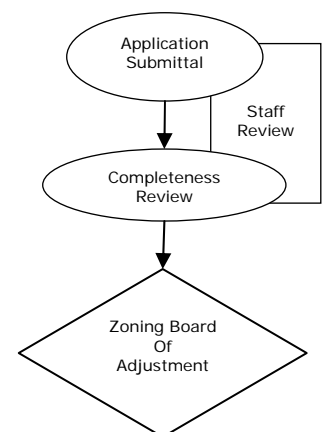 Application
Submittal
Staff
Review
Completeness
Review
Zoning Board
Of
Adjustment